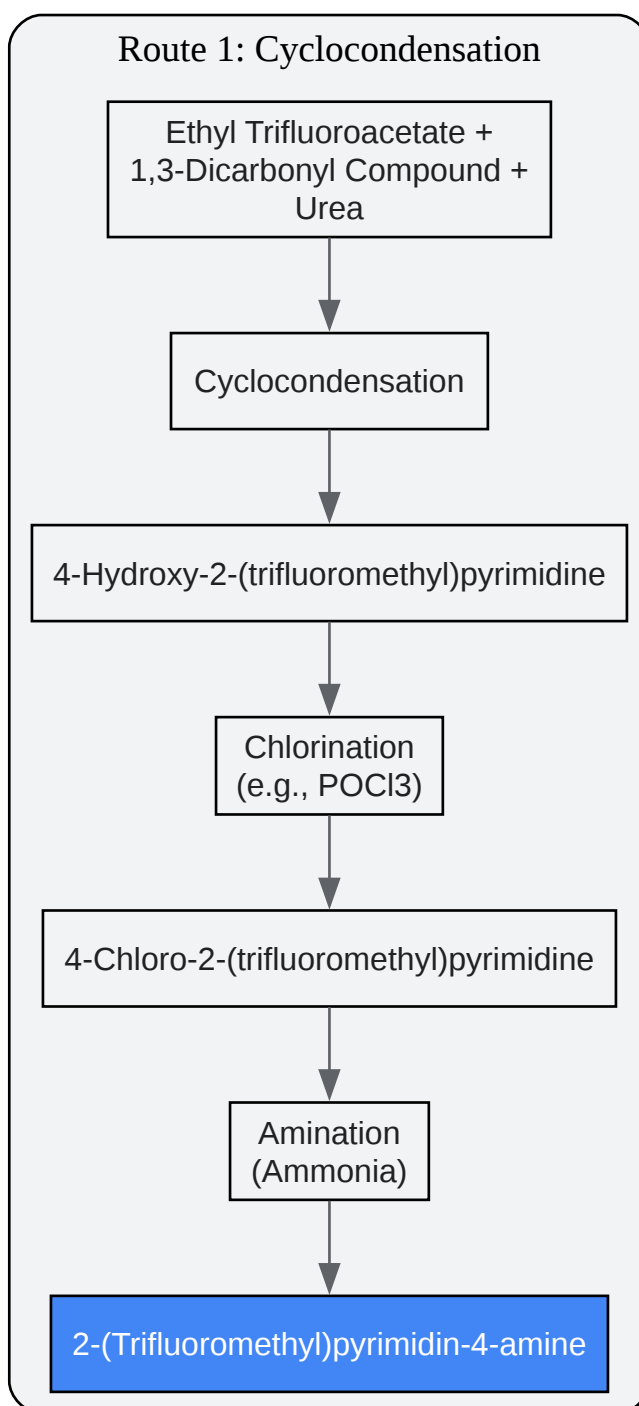 Route 1: Cyclocondensation
Ethyl Trifluoroacetate +
1,3-Dicarbonyl Compound +
Urea
Cyclocondensation
4-Hydroxy-2-(trifluoromethyl)pyrimidine
Chlorination
(e.g., POCl3)
4-Chloro-2-(trifluoromethyl)pyrimidine
Amination
(Ammonia)
2-(Trifluoromethyl)pyrimidin-4-amine